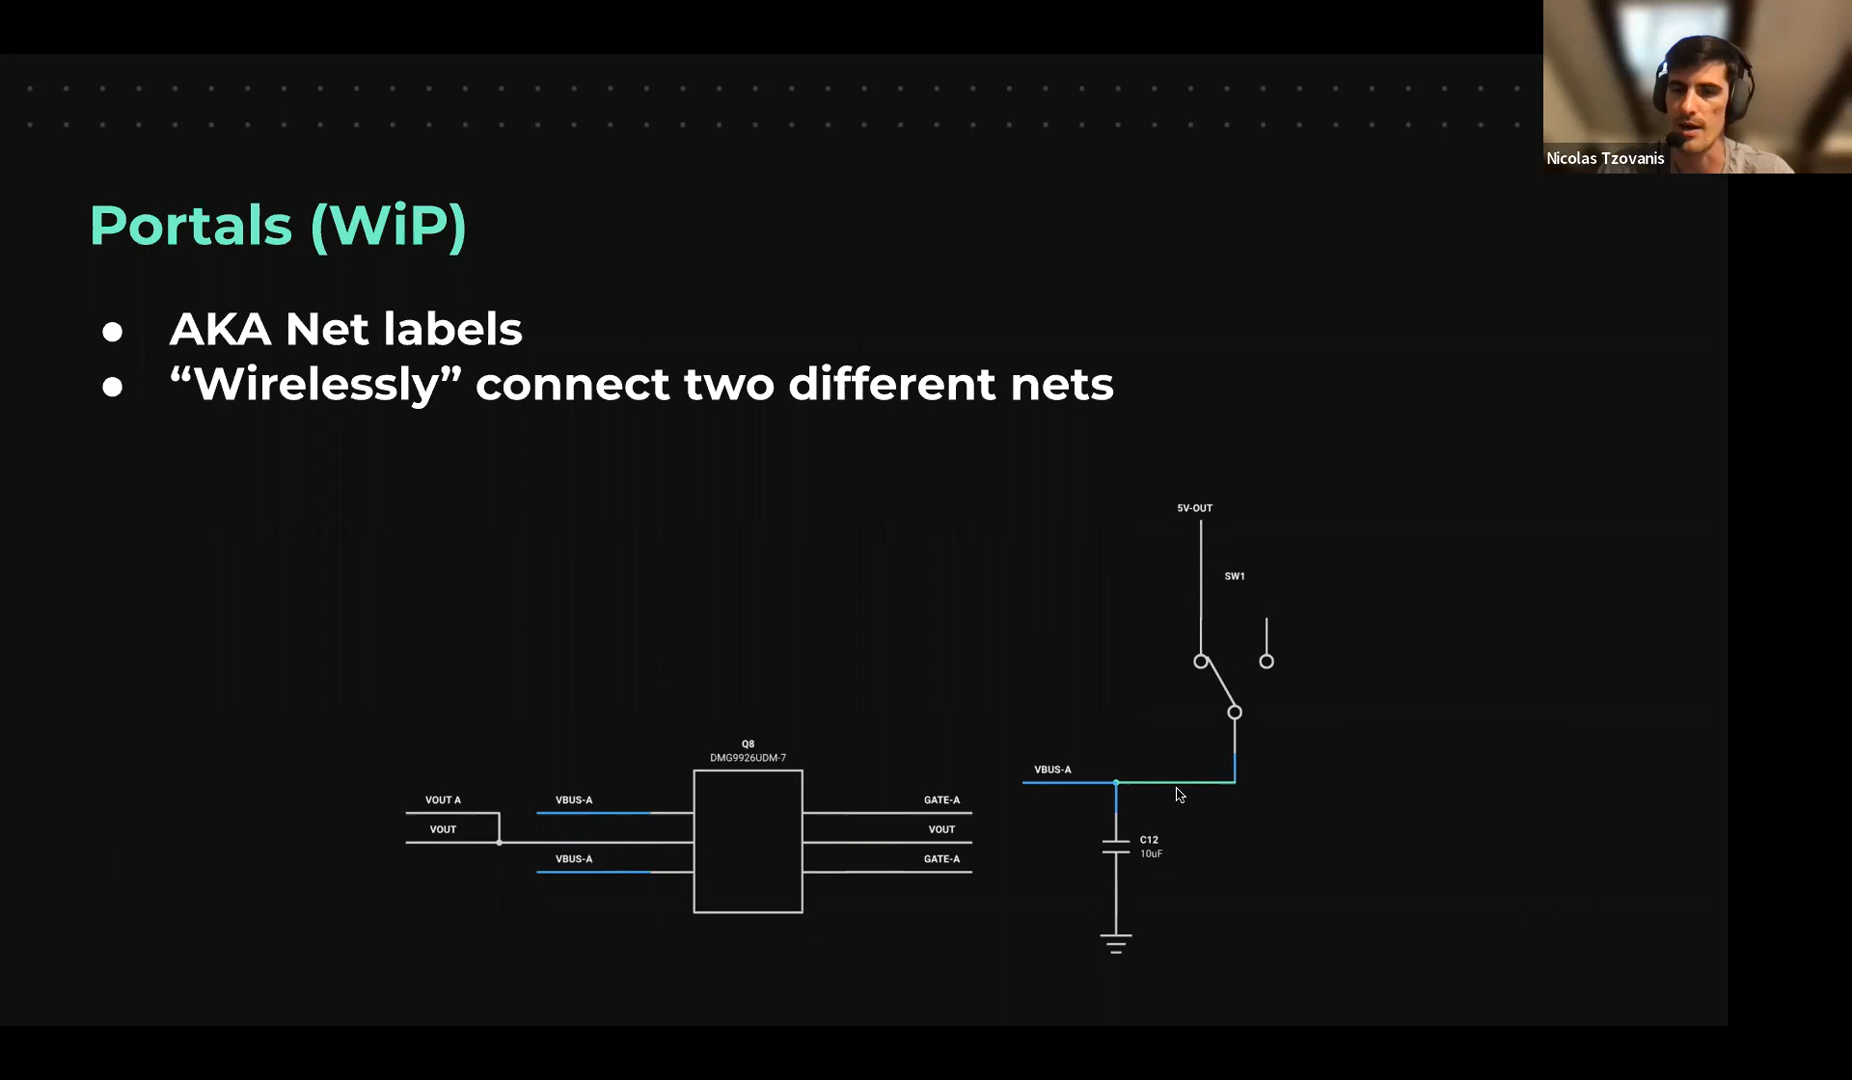 Nicolas Tzovanis
Portals (WiP)
● AKA Net labels
● “Wirelessly” connect two different nets
5V-OUT
SW1
Q8
DMG9926UDM-7
VBUS-A
VOUT A
VBUS-A
GATE-A
VOUT
VOUT
VBUS-A
GATE-A
C12
10uF